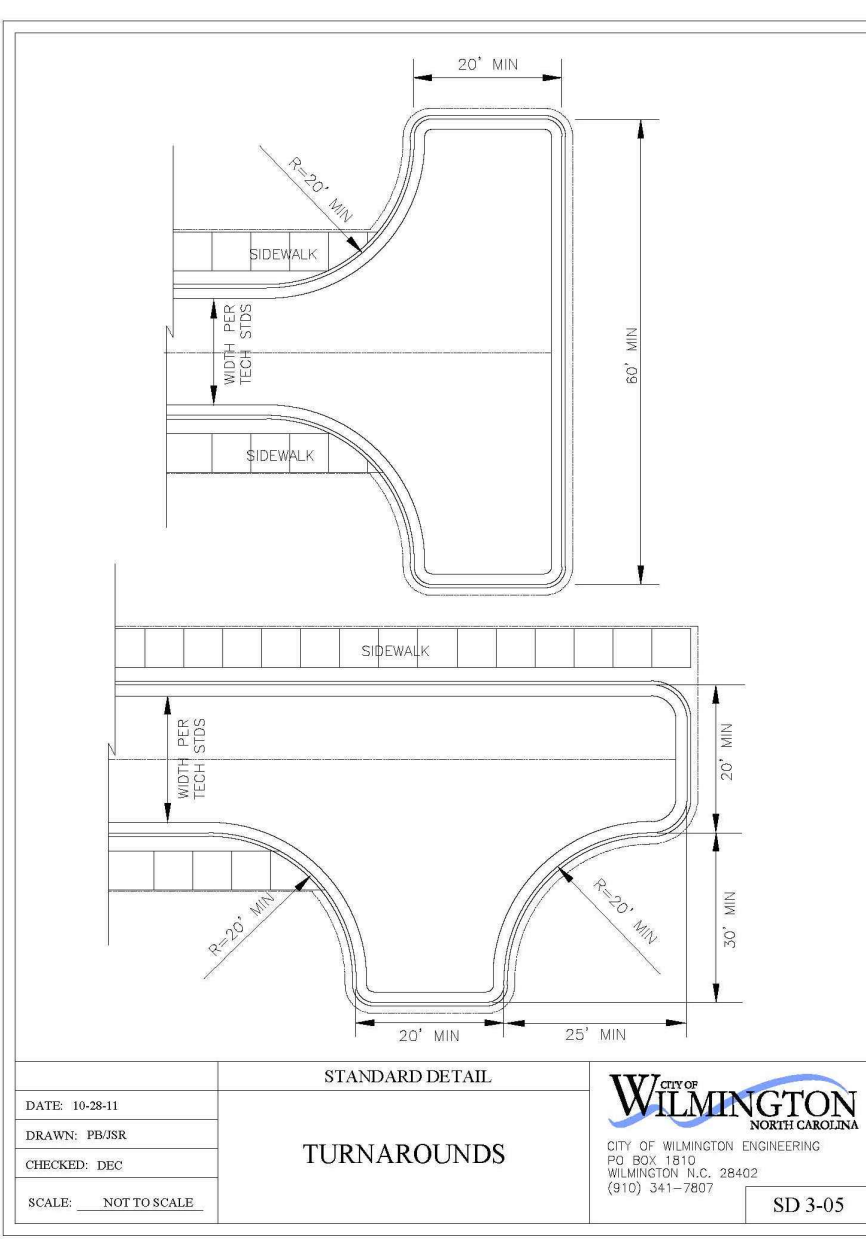 20' MIN
R=20' MIN
SIDEWALK
WIDTH PER
TECH STDS
60' MIN
SIDEWALK
SIDEWALK
WIDTH PER
TECH STDS
20' MIN
R=20' MIN
R=20' MIN
30' MIN
20' MIN
25' MIN
STANDARD DETAIL
DATE: 10-28-11
DRAWN: PB/JSR
CHECKED: DEC
SCALE: NOT TO SCALE
TURNAROUNDS
CITY OF
WILMINGTON
NORTH CAROLINA
CITY OF WILMINGTON ENGINEERING
PO BOX 1810
WILMINGTON N.C. 28402
(910) 341-7807
SD 3-05